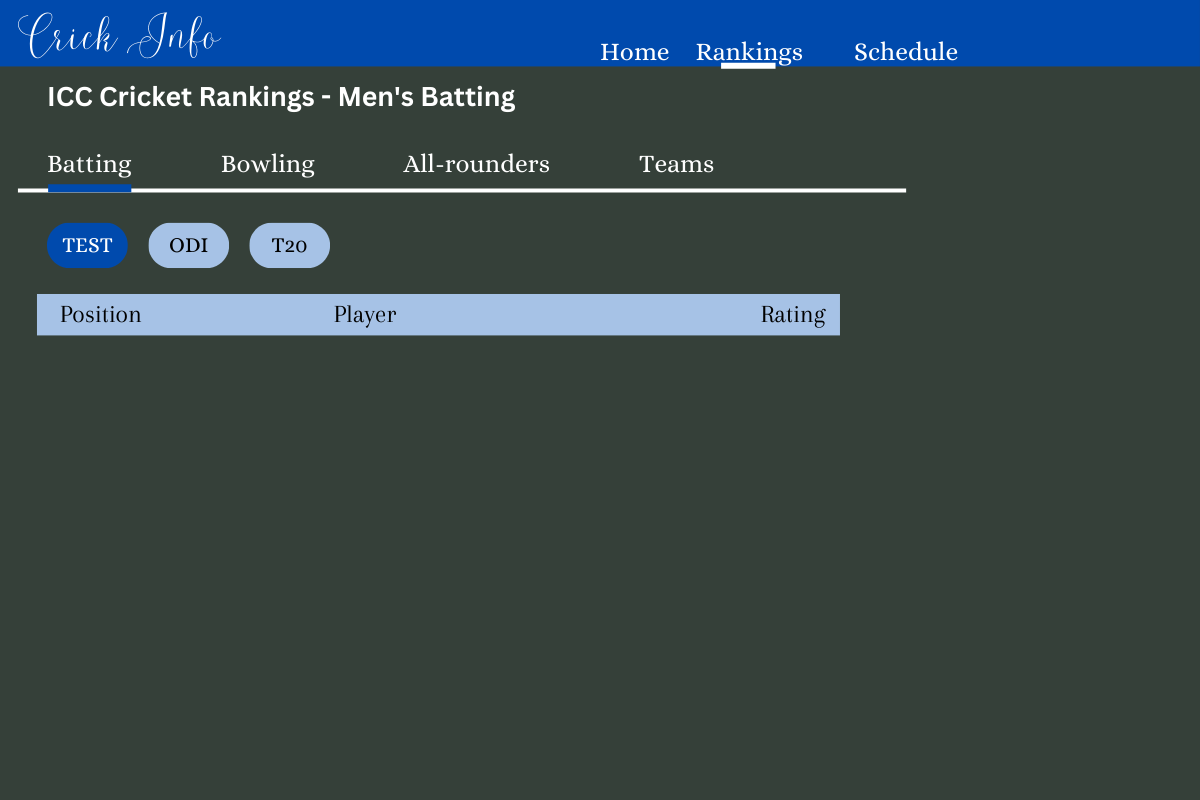 Crick Info
Home Rankings Schedule
ICC Cricket Rankings - Men's Batting
Batting Bowling All-rounders Teams
TEST ODI T20
Position Player Rating